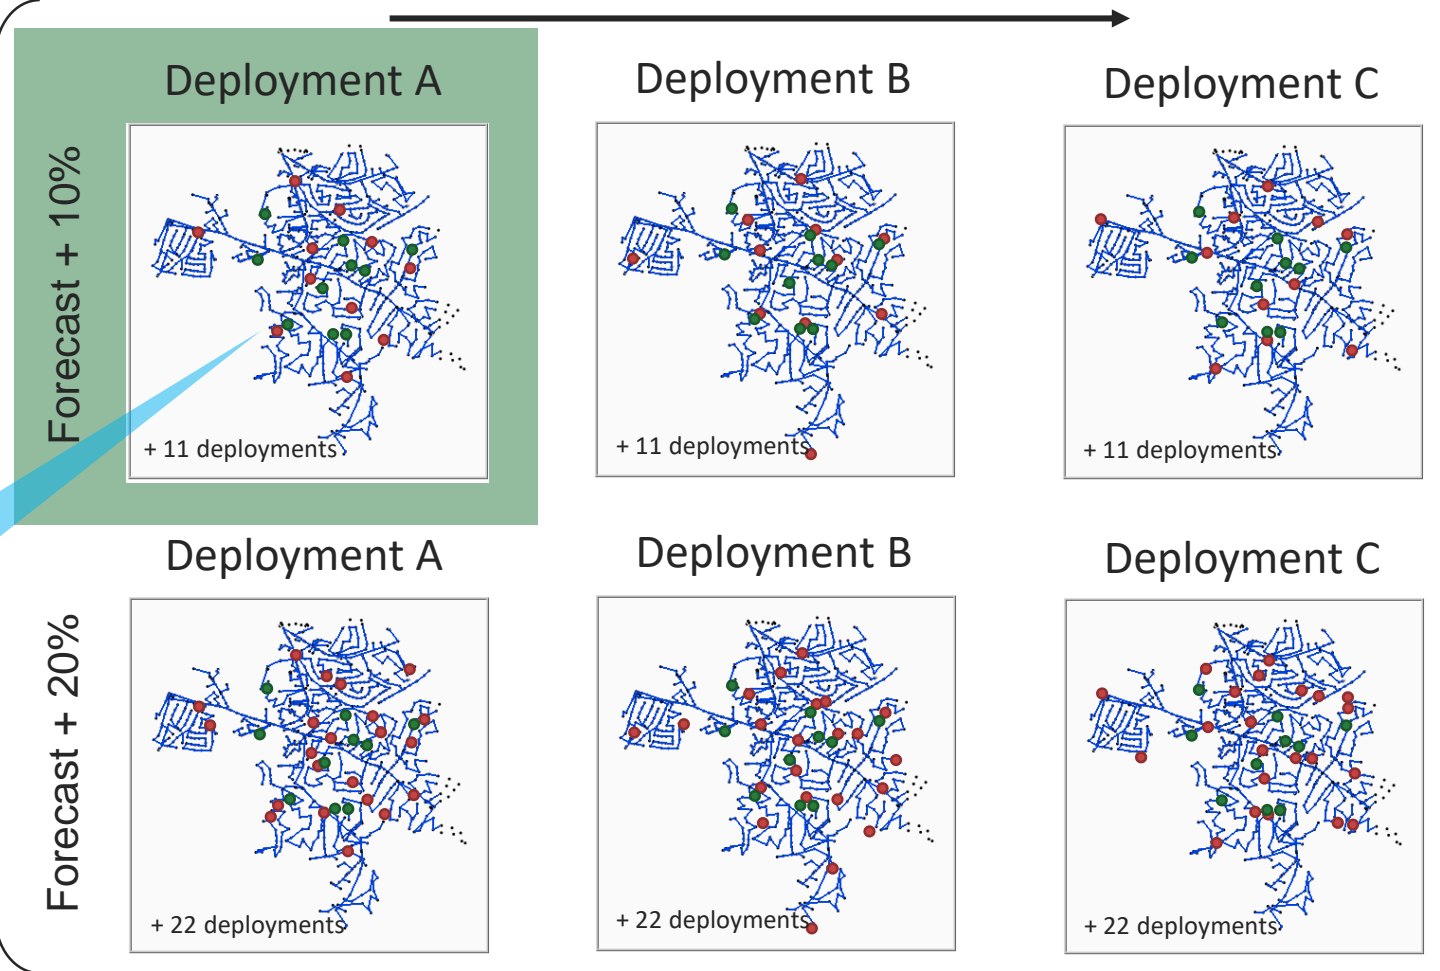 Deployment A
Deployment B
Deployment C
Forecast + 10%
+ 11 deployments
+ 11 deployments
+ 11 deployments
Deployment A
Deployment B
Deployment C
Forecast + 20%
+ 22 deployments
+ 22 deployments
+ 22 deployments